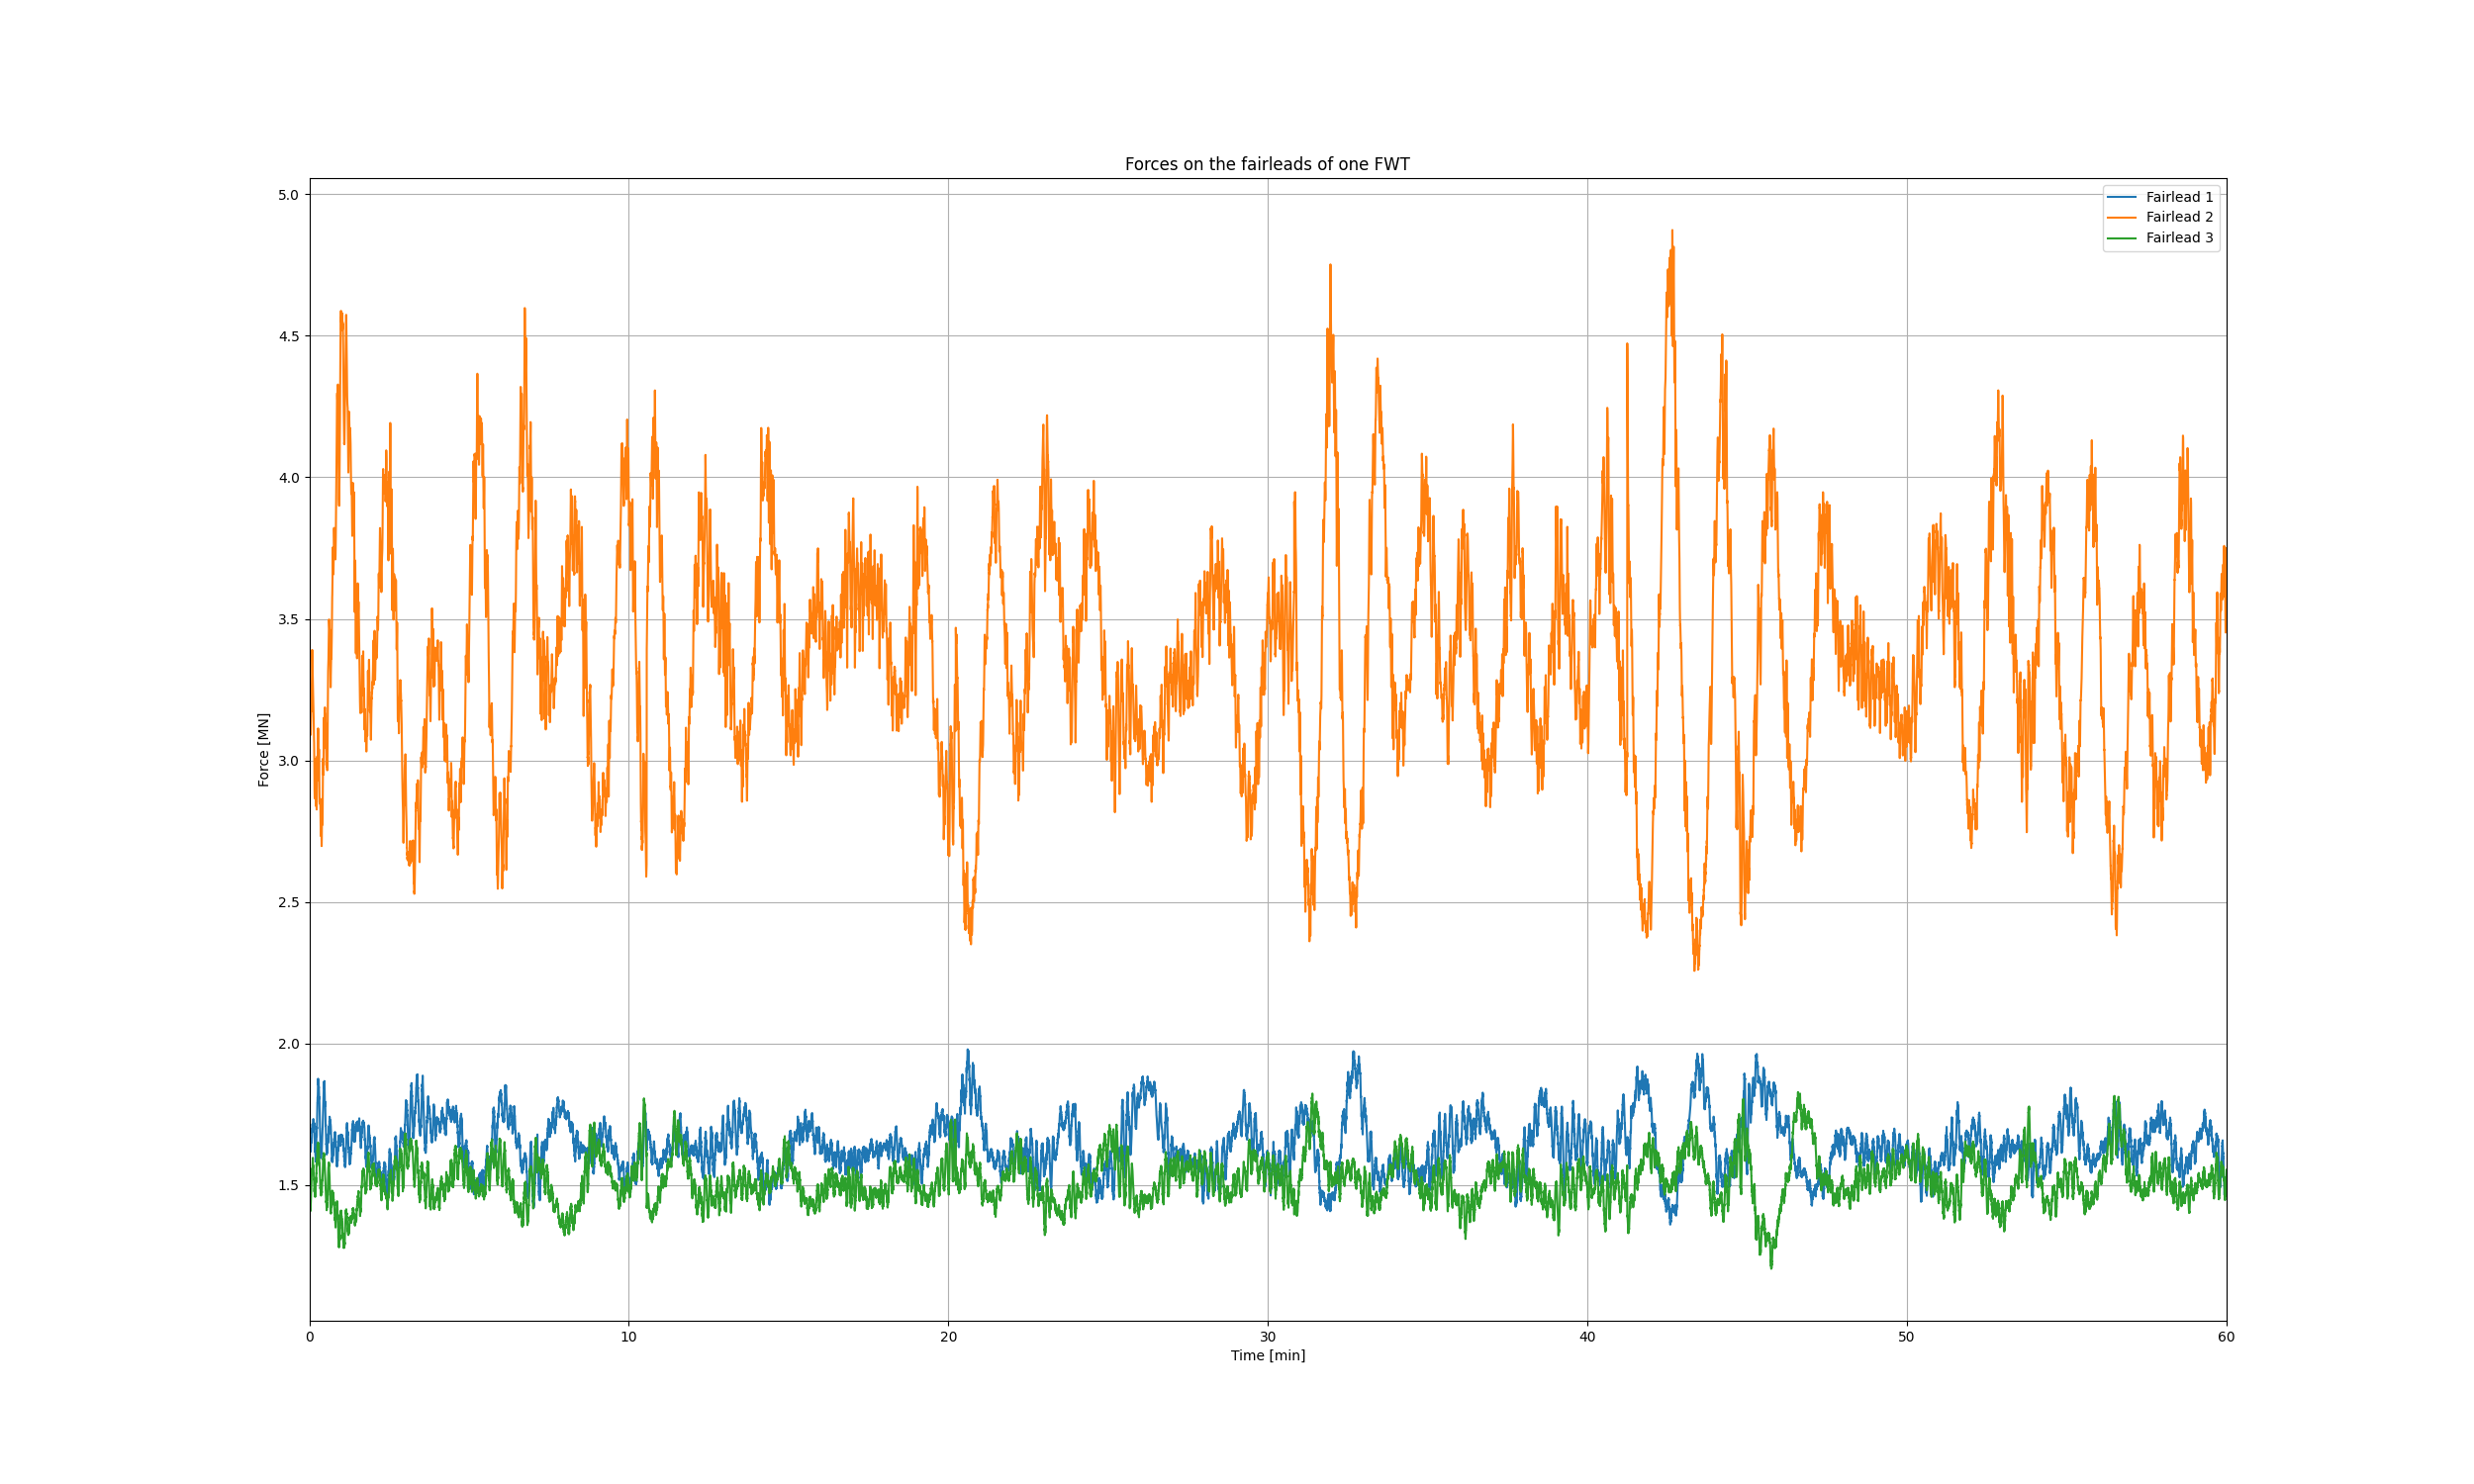 Forces on the fairleads of one FWT
Fairlead 1
Fairlead 2
Fairlead 3
Force [MN]
5.0
4.5
4.0
3.5
3.0
2.5
2.0
1.5
0 10 20 30 40 50 60
Time [min]